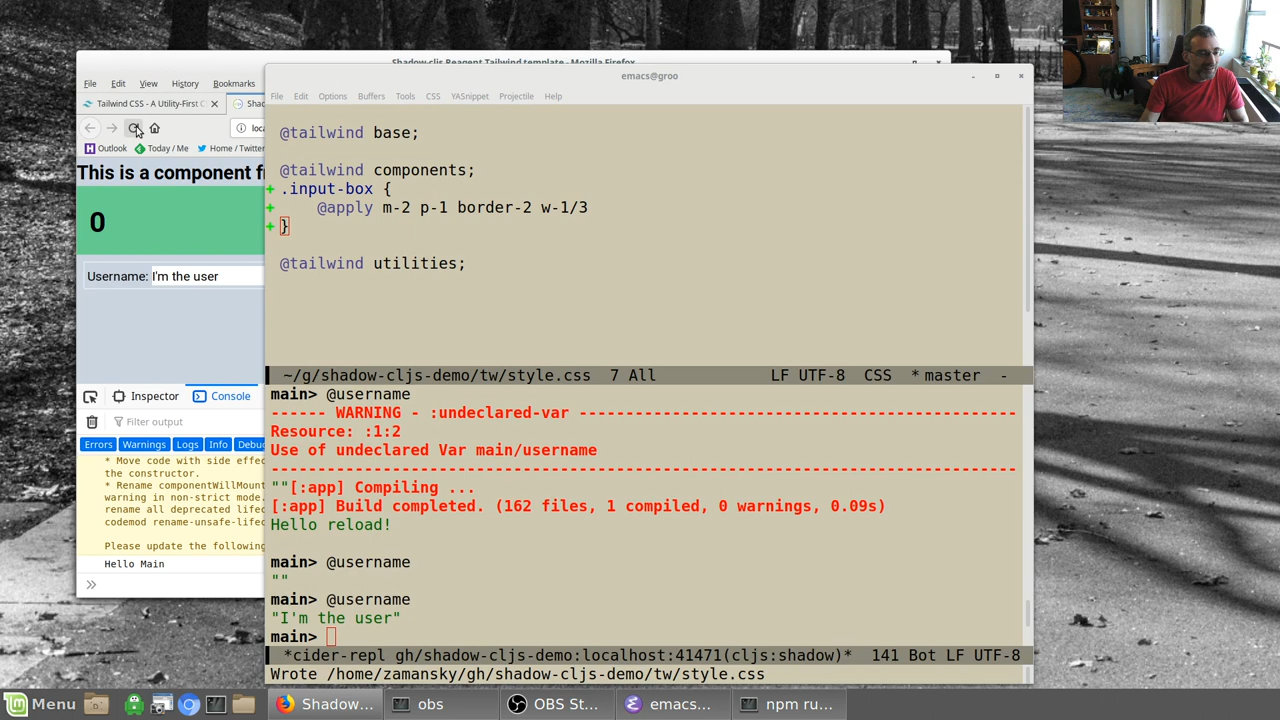 Shadow-cljs Reagent Tailwind template - Mozilla Firefox
File Edit View History Bookmarks
Tailwind CSS - A Utility-First C
Shad
loca
Outlook Today / Me Home / Twitter
This is a component f
0
Username: I'm the user
Inspector Console
Filter output
Errors Warnings Logs Info Debug
* Move code with side effec
the constructor.
* Rename componentWillMount
warning in non-strict mode.
rename all deprecated lifec
codemod rename-unsafe-lifec
Please update the following
Hello Main
emacs@groo
File Edit Options Buffers Tools CSS YASnippet Projectile Help
@tailwind base;
@tailwind components;
+ .input-box {
+ @apply m-2 p-1 border-2 w-1/3
+ }
@tailwind utilities;
~/g/shadow-cljs-demo/tw/style.css 7 All LF UTF-8 CSS *master -
main> @username
------ WARNING - :undeclared-var -----------------------------------------------
Resource: :1:2
Use of undeclared Var main/username
--------------------------------------------------------------------------------
""[:app] Compiling ...
[:app] Build completed. (162 files, 1 compiled, 0 warnings, 0.09s)
Hello reload!
main> @username
""
main> @username
"I'm the user"
main>
*cider-repl gh/shadow-cljs-demo:localhost:41471(cljs:shadow)* 141 Bot LF UTF-8
Wrote /home/zamansky/gh/shadow-cljs-demo/tw/style.css
Menu Shadow... obs OBS St... emacs... npm ru...